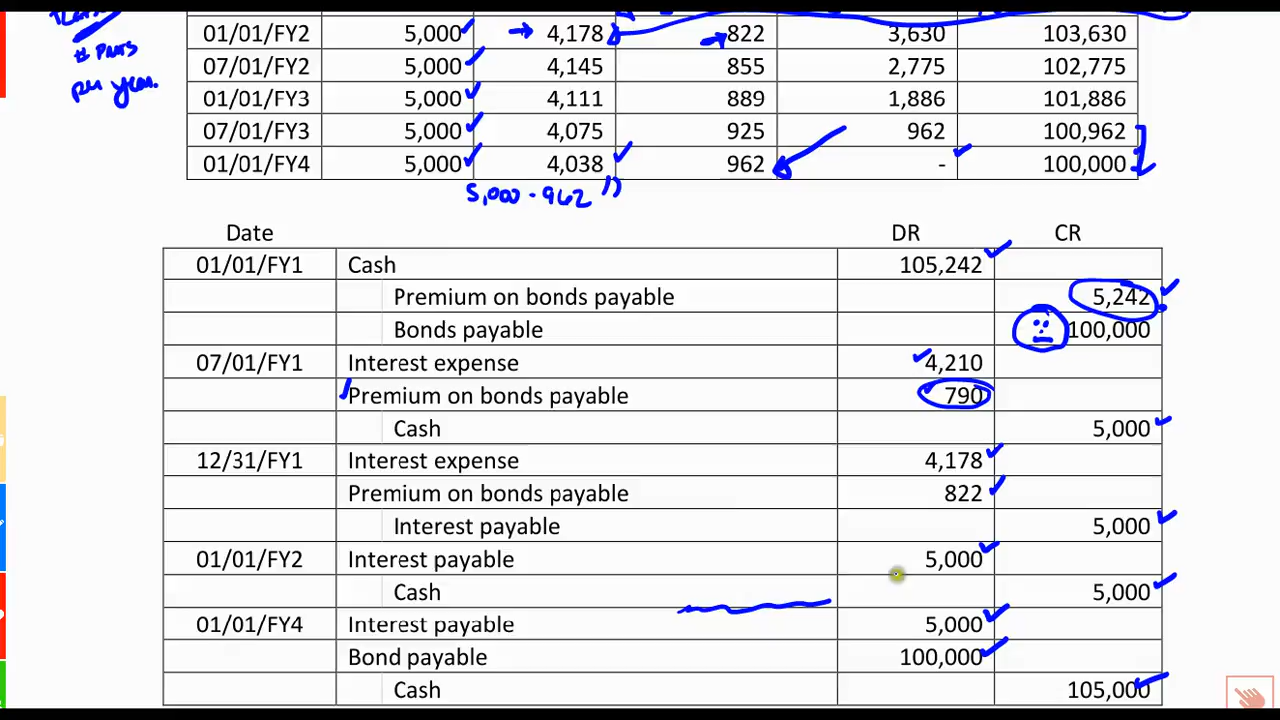 # PMTS
per year.
01/01/FY2 5,000 4,178 822 3,630 103,630
07/01/FY2 5,000 4,145 855 2,775 102,775
01/01/FY3 5,000 4,111 889 1,886 101,886
07/01/FY3 5,000 4,075 925 962 100,962
01/01/FY4 5,000 4,038 962 - 100,000
5,000 - 962
Date DR CR
01/01/FY1 Cash 105,242
Premium on bonds payable 5,242
Bonds payable 100,000
07/01/FY1 Interest expense 4,210
Premium on bonds payable 790
Cash 5,000
12/31/FY1 Interest expense 4,178
Premium on bonds payable 822
Interest payable 5,000
01/01/FY2 Interest payable 5,000
Cash 5,000
01/01/FY4 Interest payable 5,000
Bond payable 100,000
Cash 105,000